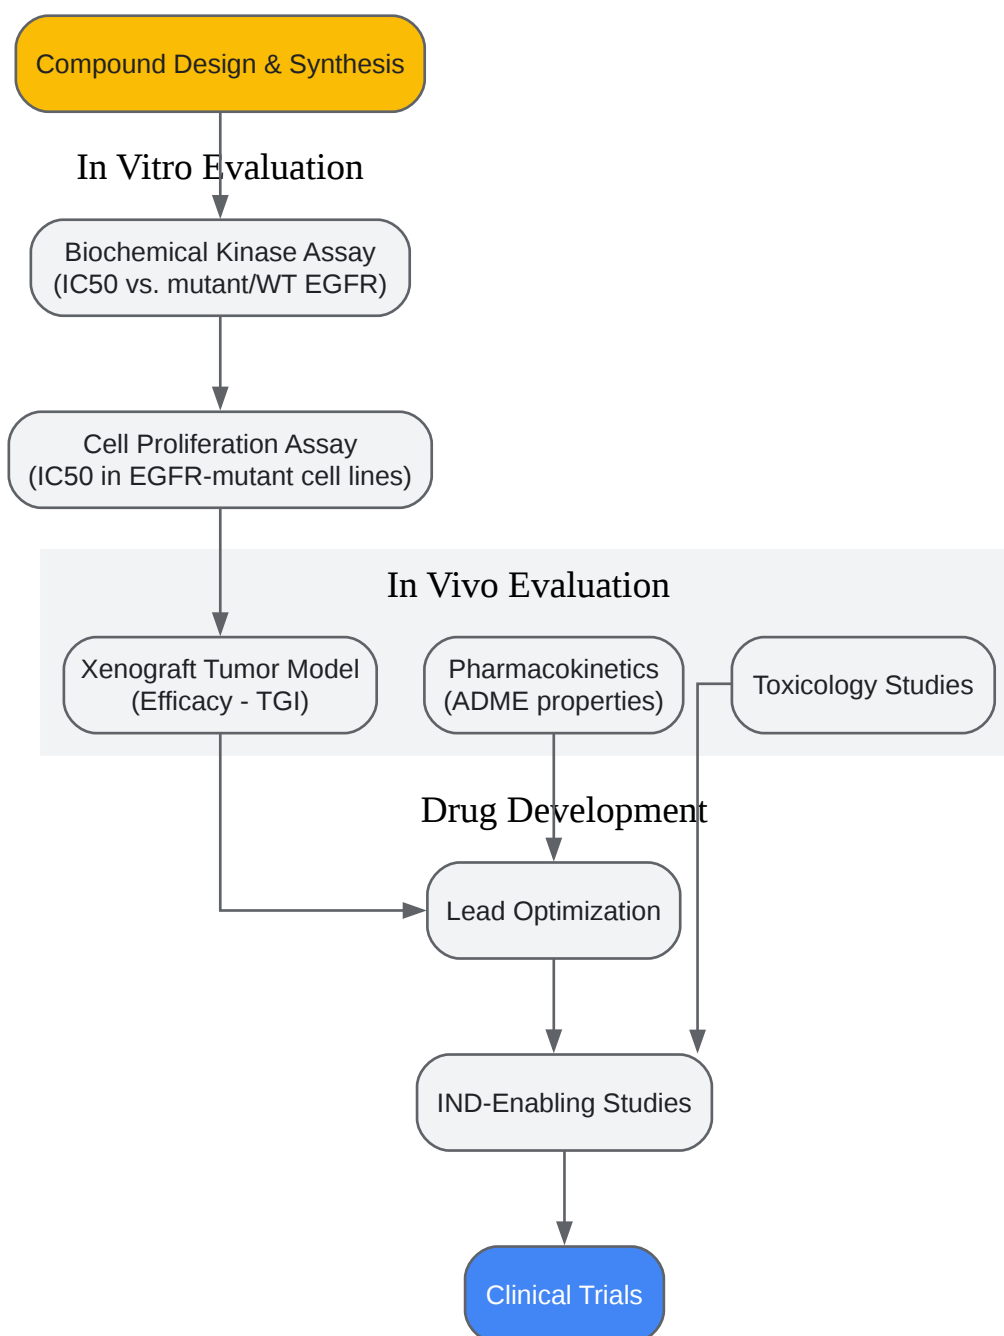 Compound Design & Synthesis
In Vitro Evaluation
Biochemical Kinase Assay
(IC50 vs. mutant/WT EGFR)
Cell Proliferation Assay
(IC50 in EGFR-mutant cell lines)
In Vivo Evaluation
Xenograft Tumor Model
(Efficacy - TGI)
Pharmacokinetics
(ADME properties)
Toxicology Studies
Drug Development
Lead Optimization
IND-Enabling Studies
Clinical Trials